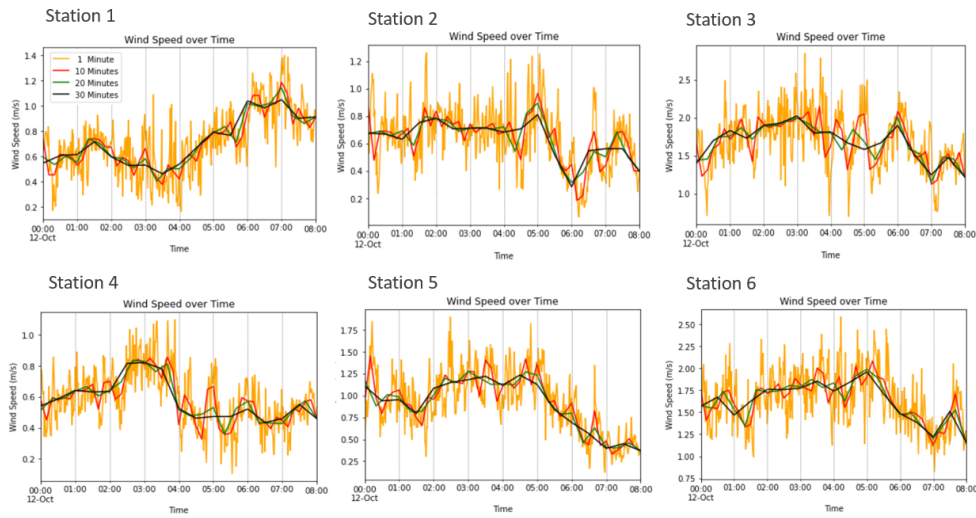 Station 1
Wind Speed over Time
Wind Speed (m/s)
1.4
1.2
1.0
0.8
0.6
0.4
0.2
1 Minute
10 Minutes
20 Minutes
30 Minutes
00:00 01:00 02:00 03:00 04:00 05:00 06:00 07:00 08:00
12-Oct
Time
Station 2
Wind Speed over Time
Wind Speed (m/s)
1.2
1.0
0.8
0.6
0.4
0.2
00:00 01:00 02:00 03:00 04:00 05:00 06:00 07:00 08:00
12-Oct
Time
Station 3
Wind Speed over Time
Wind Speed (m/s)
2.5
2.0
1.5
1.0
00:00 01:00 02:00 03:00 04:00 05:00 06:00 07:00 08:00
12-Oct
Time
Station 4
Wind Speed over Time
Wind Speed (m/s)
1.0
0.8
0.6
0.4
0.2
00:00 01:00 02:00 03:00 04:00 05:00 06:00 07:00 08:00
12-Oct
Time
Station 5
Wind Speed over Time
1.75
1.50
1.25
1.00
0.75
0.50
0.25
00:00 01:00 02:00 03:00 04:00 05:00 06:00 07:00 08:00
12-Oct
Time
Station 6
Wind Speed over Time
Wind Speed (m/s)
2.50
2.25
2.00
1.75
1.50
1.25
1.00
0.75
00:00 01:00 02:00 03:00 04:00 05:00 06:00 07:00 08:00
12-Oct
Time